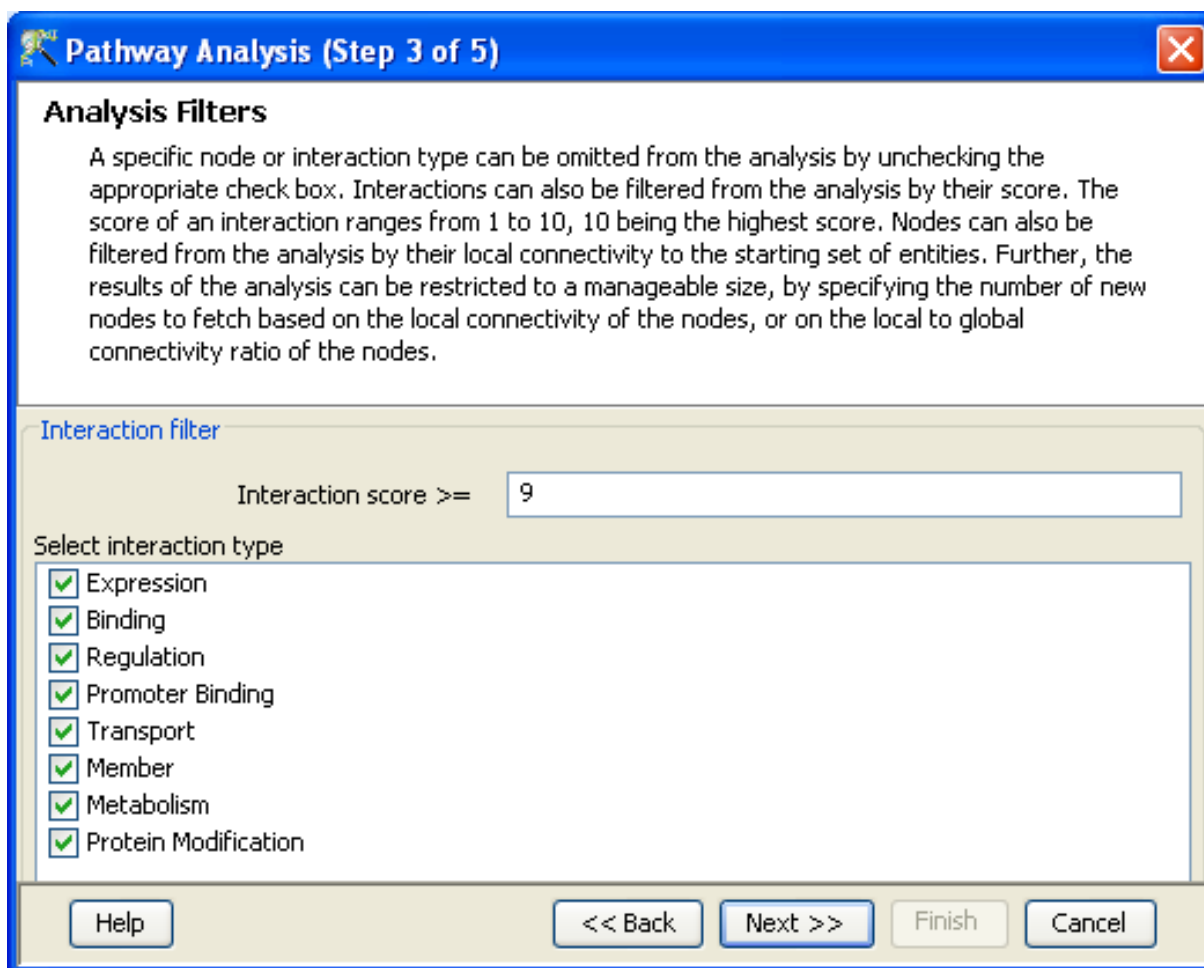 Pathway Analysis (Step 3 of 5)
Analysis Filters
A specific node or interaction type can be omitted from the analysis by unchecking the
appropriate check box. Interactions can also be filtered from the analysis by their score. The
score of an interaction ranges from 1 to 10, 10 being the highest score. Nodes can also be
filtered from the analysis by their local connectivity to the starting set of entities. Further, the
results of the analysis can be restricted to a manageable size, by specifying the number of new
nodes to fetch based on the local connectivity of the nodes, or on the local to global
connectivity ratio of the nodes.
Interaction filter
Interaction score >= 9
Select interaction type
Expression
Binding
Regulation
Promoter Binding
Transport
Member
Metabolism
Protein Modification
Help << Back Next >> Finish Cancel